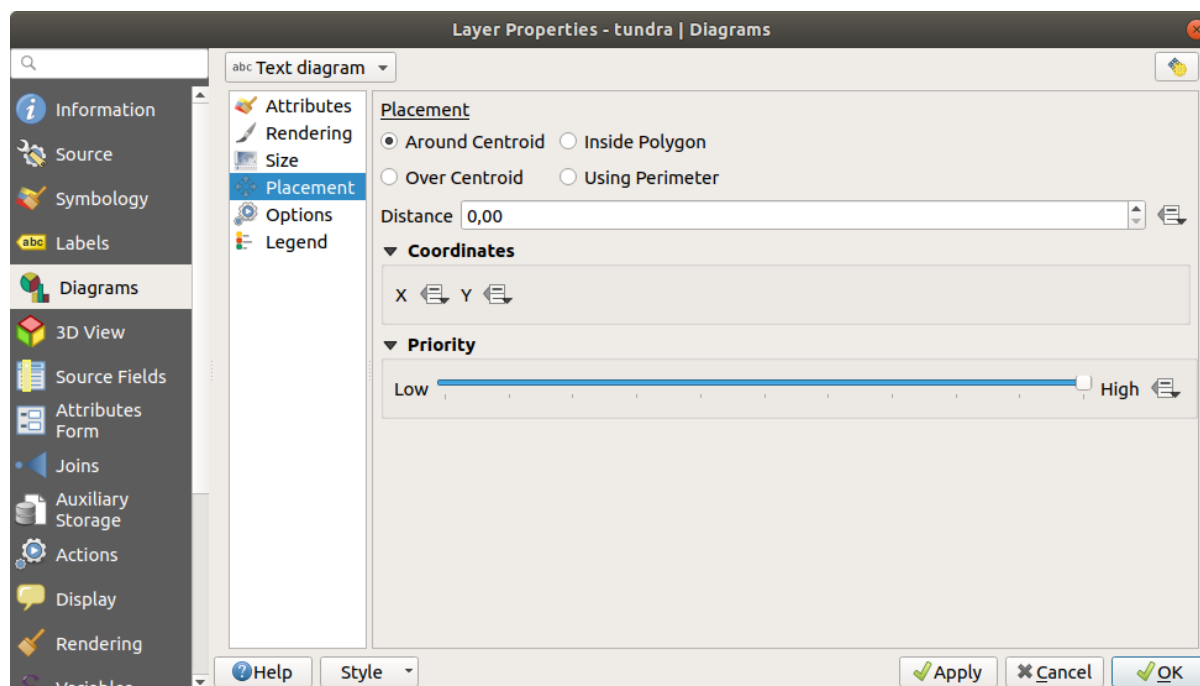 Layer Properties - tundra | Diagrams
abc Text diagram
Information
Source
Symbology
abc Labels
Diagrams
3D View
Source Fields
Attributes
Form
Joins
Auxiliary
Storage
Actions
Display
Rendering
Attributes
Rendering
Size
Placement
Options
Legend
Placement
Around Centroid Inside Polygon
Over Centroid Using Perimeter
Distance 0,00
Coordinates
X Y
Priority
Low High
Help Style Apply Cancel OK